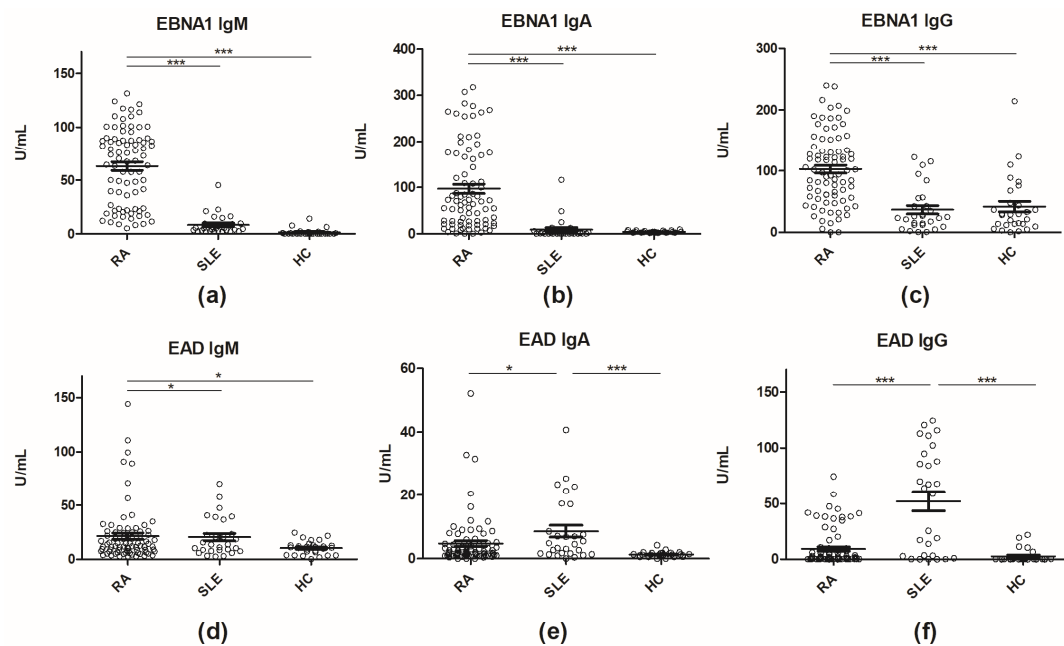 EBNA1 IgM
***
***
150
100
50
0
U/mL
RA
SLE
HC
(a)
EBNA1 IgA
***
***
400
300
200
100
0
U/mL
RA
SLE
HC
(b)
EBNA1 IgG
***
***
300
200
100
0
U/mL
RA
SLE
HC
(c)
EAD IgM
*
*
150
100
50
0
U/mL
RA
SLE
HC
(d)
EAD IgA
* ***
60
40
20
0
U/mL
RA
SLE
HC
(e)
EAD IgG
*** ***
150
100
50
0
U/mL
RA
SLE
HC
(f)